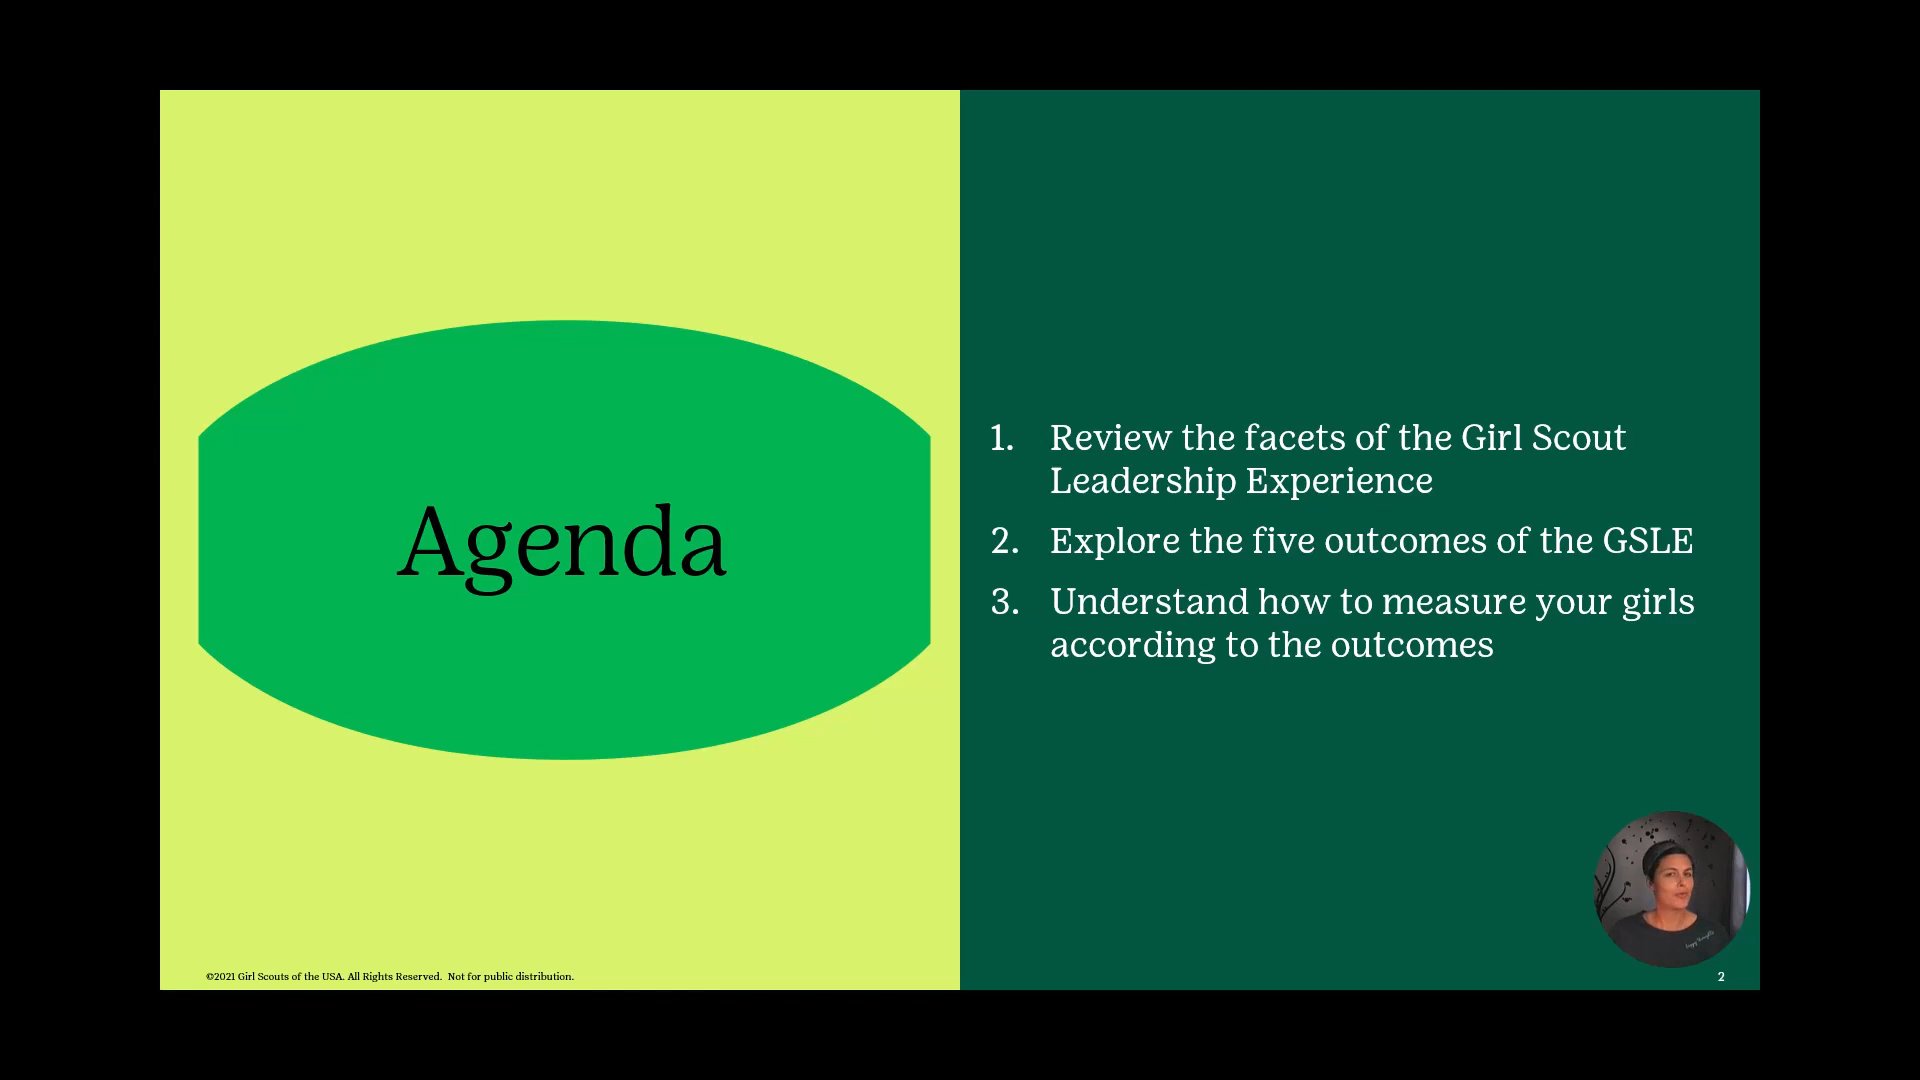 Agenda
1. Review the facets of the Girl Scout
Leadership Experience
2. Explore the five outcomes of the GSLE
3. Understand how to measure your girls
according to the outcomes
©2021 Girl Scouts of the USA. All Rights Reserved.  Not for public distribution.
2